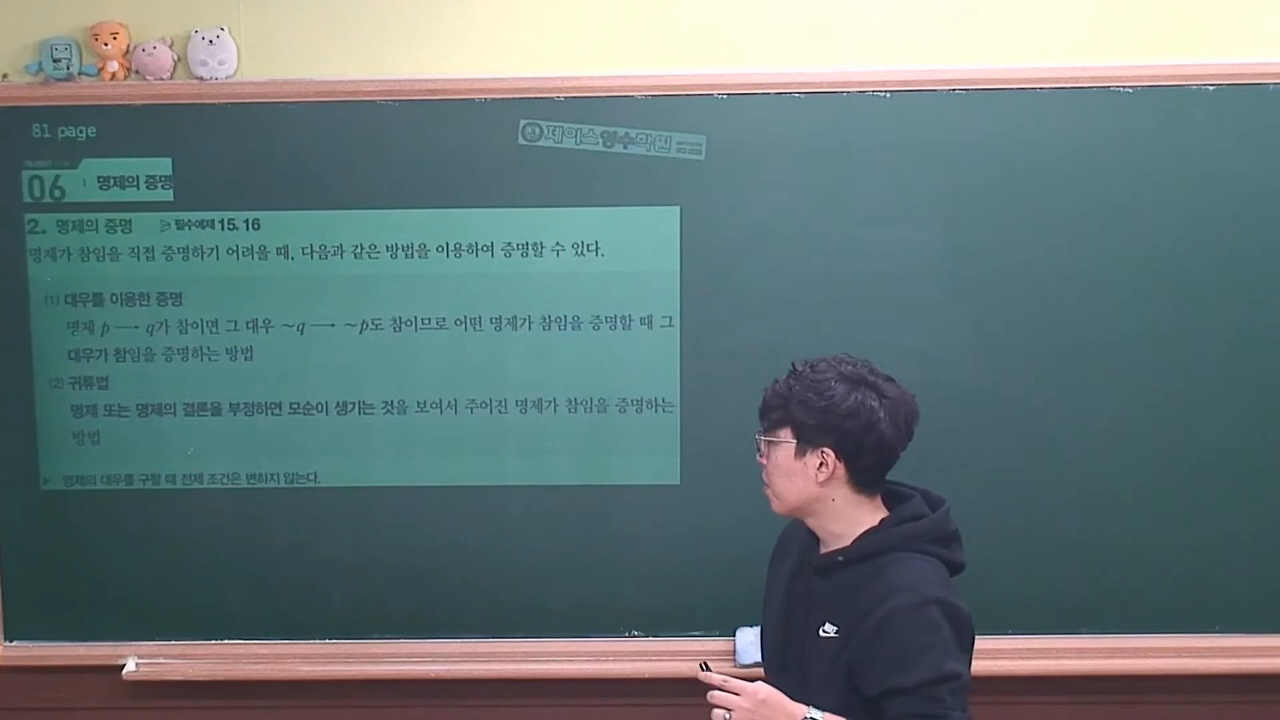 81 page
제이스영수학원
06 명제의 증명
2. 명제의 증명 필수예제 15, 16
명제가 참임을 직접 증명하기 어려울 때, 다음과 같은 방법을 이용하여 증명할 수 있다.
(1) 대우를 이용한 증명
명제 p → q가 참이면 그 대우 ~q → ~p도 참이므로 어떤 명제가 참임을 증명할 때 그
대우가 참임을 증명하는 방법
(2) 귀류법
명제 또는 명제의 결론을 부정하면 모순이 생기는 것을 보여서 주어진 명제가 참임을 증명하는
방법
▶ 명제의 대우를 구할 때 전제 조건은 변하지 않는다.